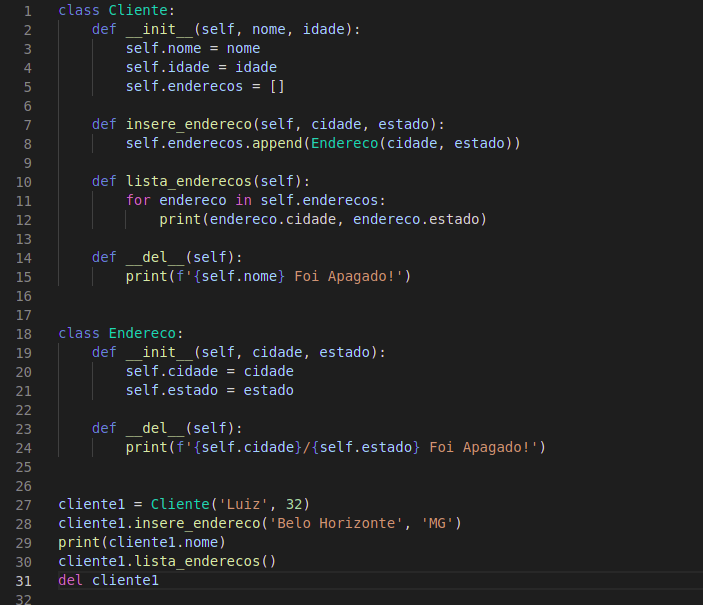 1 class Cliente:
2     def __init__(self, nome, idade):
3         self.nome = nome
4         self.idade = idade
5         self.enderecos = []
6
7     def insere_endereco(self, cidade, estado):
8         self.enderecos.append(Endereco(cidade, estado))
9
10     def lista_enderecos(self):
11         for endereco in self.enderecos:
12             print(endereco.cidade, endereco.estado)
13
14     def __del__(self):
15         print(f'{self.nome} Foi Apagado!')
16
17
18 class Endereco:
19     def __init__(self, cidade, estado):
20         self.cidade = cidade
21         self.estado = estado
22
23     def __del__(self):
24         print(f'{self.cidade}/{self.estado} Foi Apagado!')
25
26
27 cliente1 = Cliente('Luiz', 32)
28 cliente1.insere_endereco('Belo Horizonte', 'MG')
29 print(cliente1.nome)
30 cliente1.lista_enderecos()
31 del cliente1
32